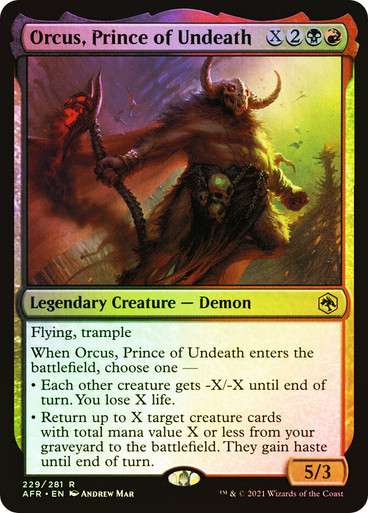 Orcus, Prince of Undeath X2
Legendary Creature — Demon
Flying, trample
When Orcus, Prince of Undeath enters the
battlefield, choose one —
• Each other creature gets -X/-X until end of
turn. You lose X life.
• Return up to X target creature cards
with total mana value X or less from your
graveyard to the battlefield. They gain haste
until end of turn.
5/3
229/281 R
AFR • EN Andrew Mar
™ & © 2021 Wizards of the Coast